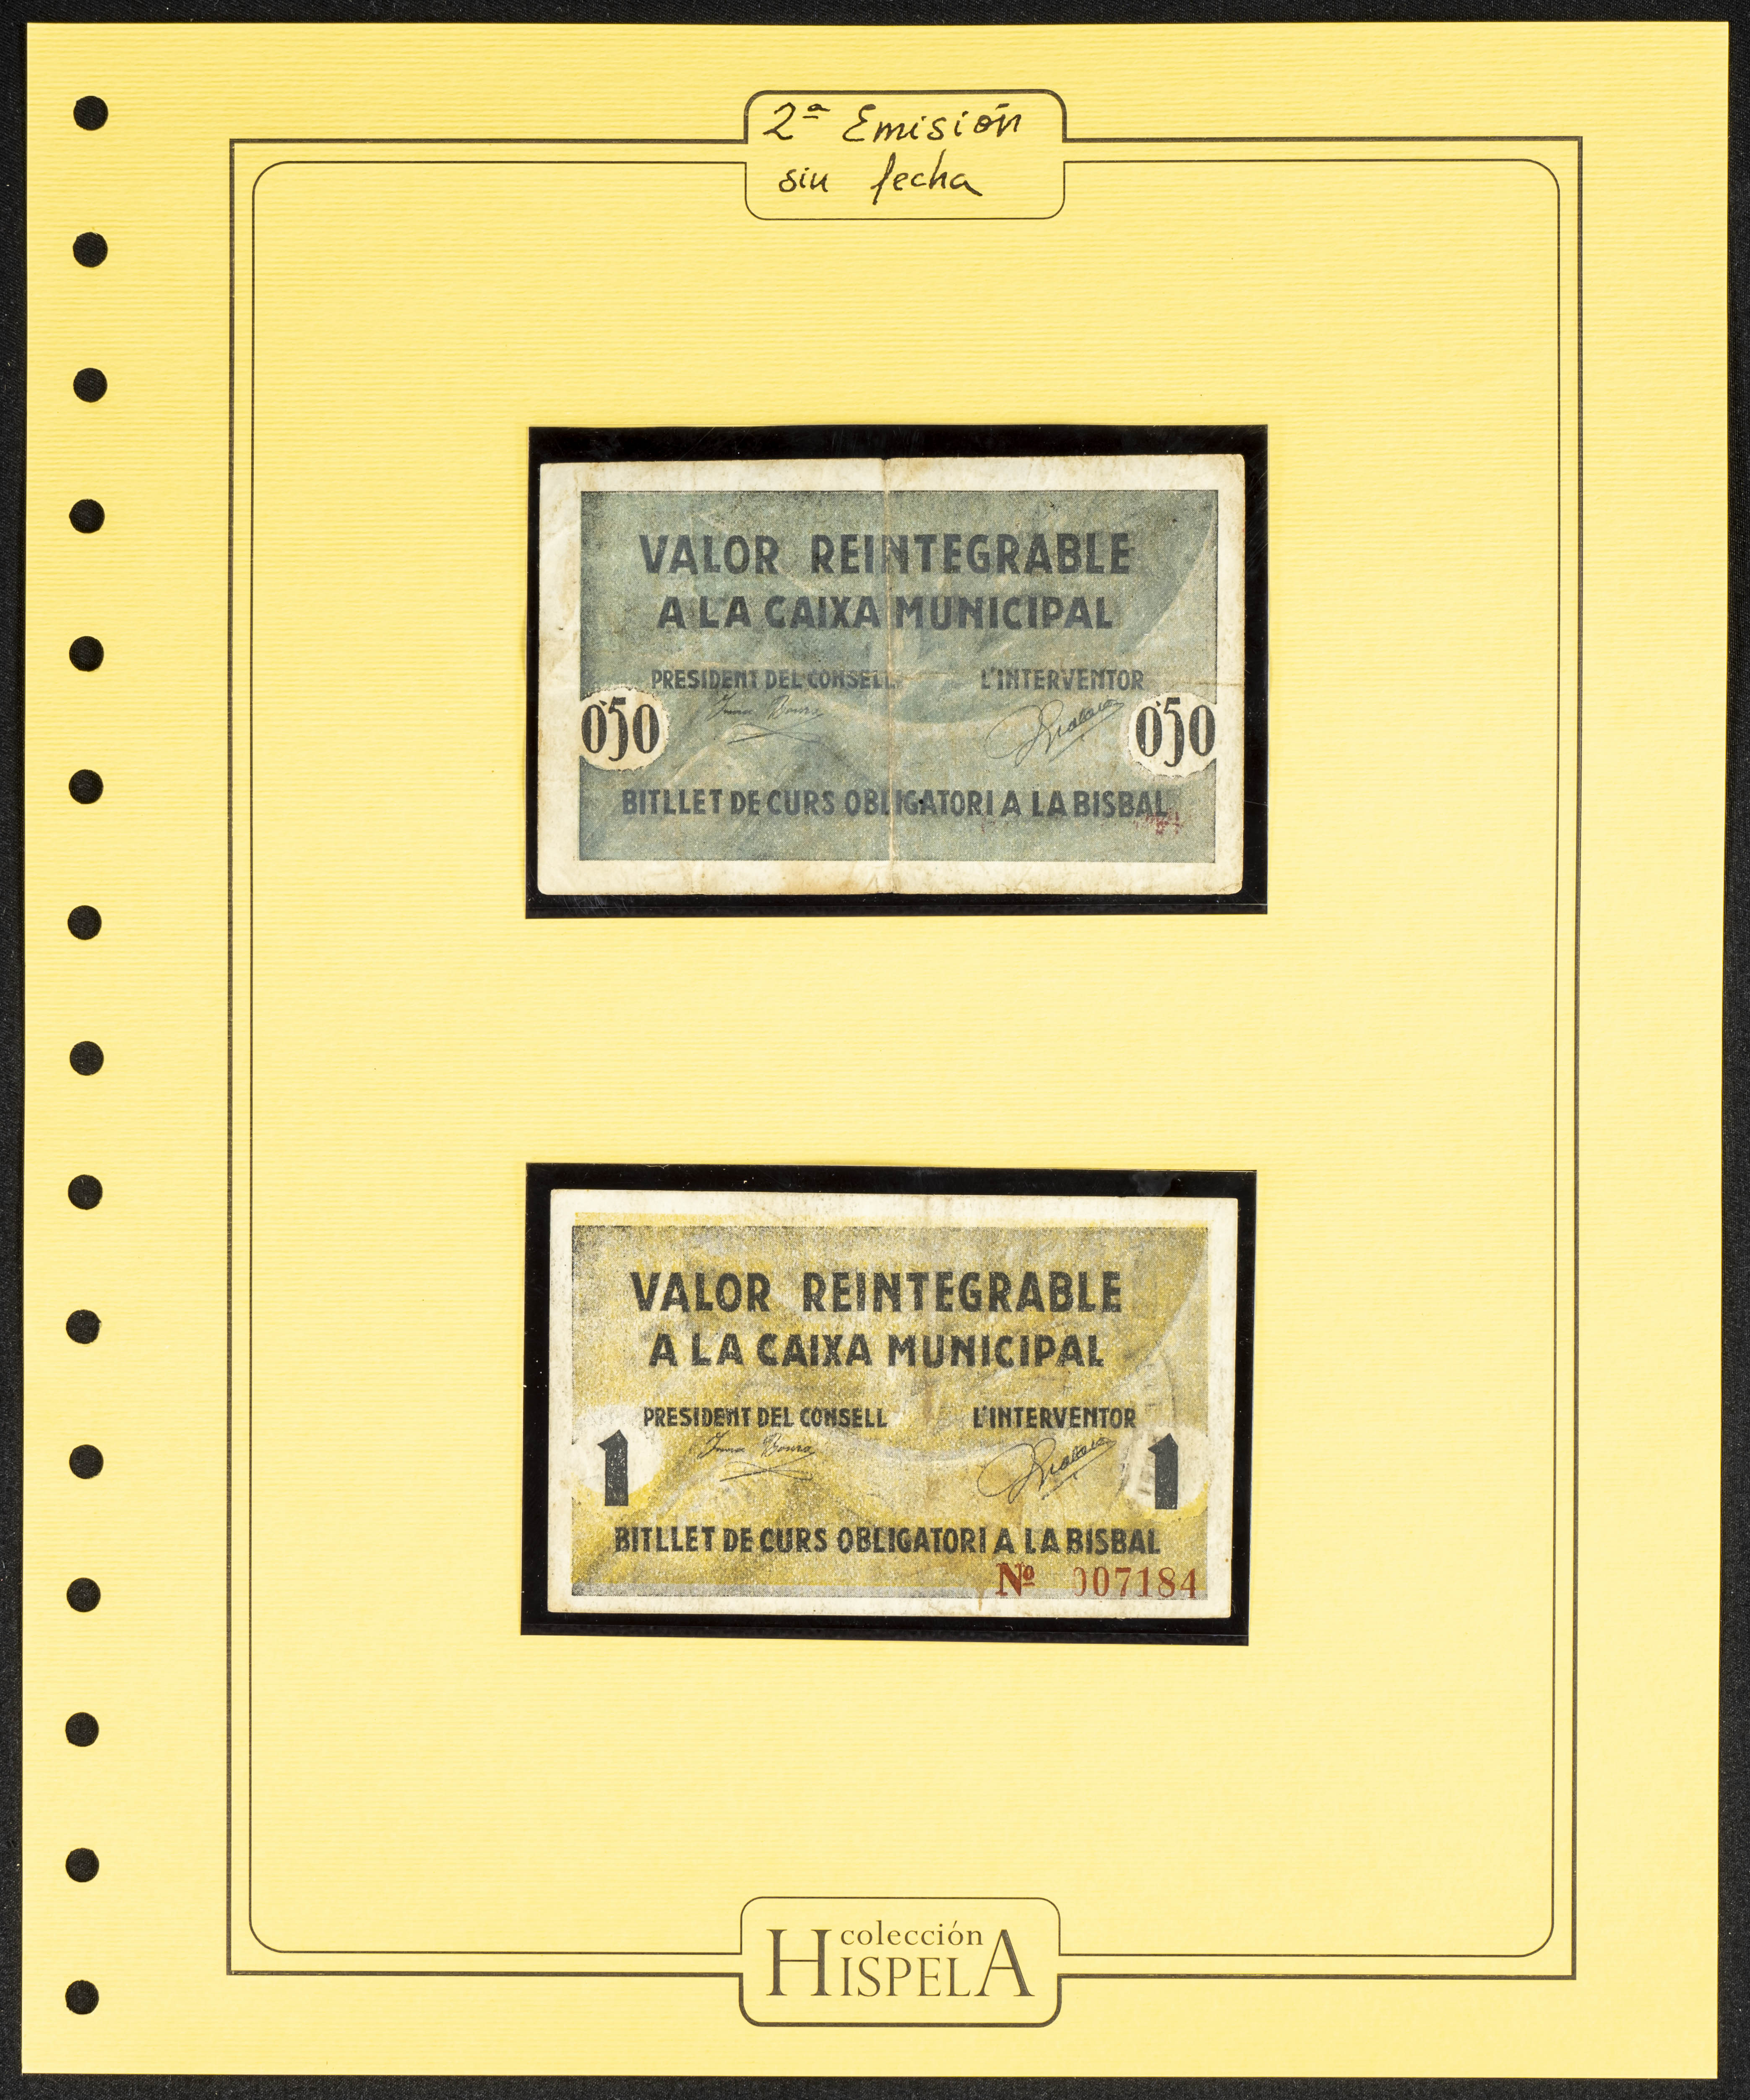 2ª Emisión
sin fecha
VALOR REINTEGRABLE
A LA CAIXA MUNICIPAL
PRESIDENT DEL CONSELL L'INTERVENTOR
0'50 0'50
BITLLET DE CURS OBLIGATORI A LA BISBAL
VALOR REINTEGRABLE
A LA CAIXA MUNICIPAL
PRESIDENT DEL CONSELL L'INTERVENTOR
1 1
BITLLET DE CURS OBLIGATORI A LA BISBAL
Nº 007184
colección
HISPELA